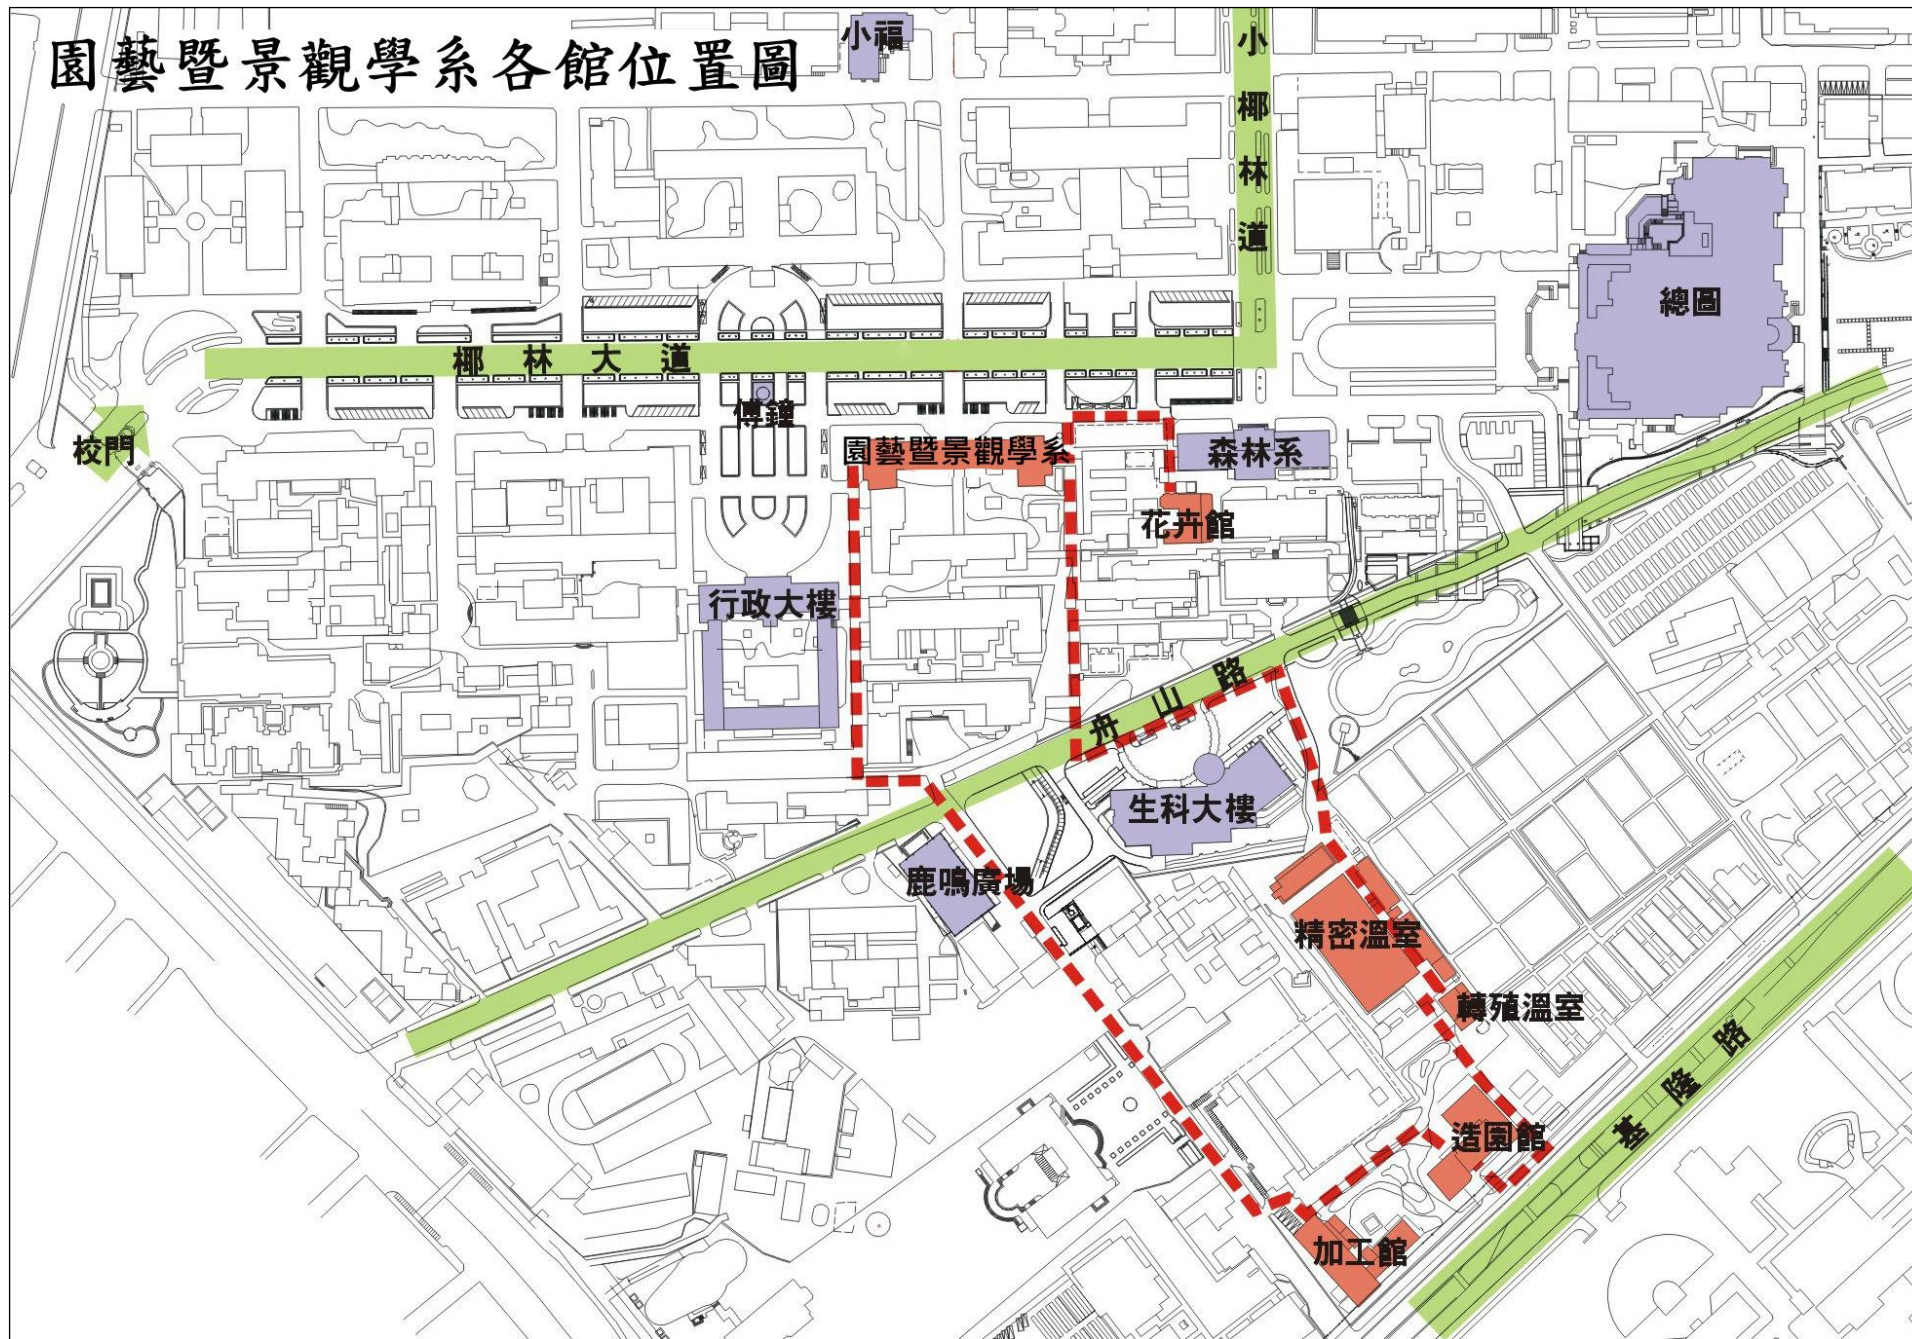 園藝暨景觀學系各館位置圖
小福
小椰林道
總圖
椰林大道
傅鐘
校門
園藝暨景觀學系
森林系
花卉館
行政大樓
舟山路
生科大樓
鹿鳴廣場
精密溫室
轉殖溫室
基隆路
造園館
加工館